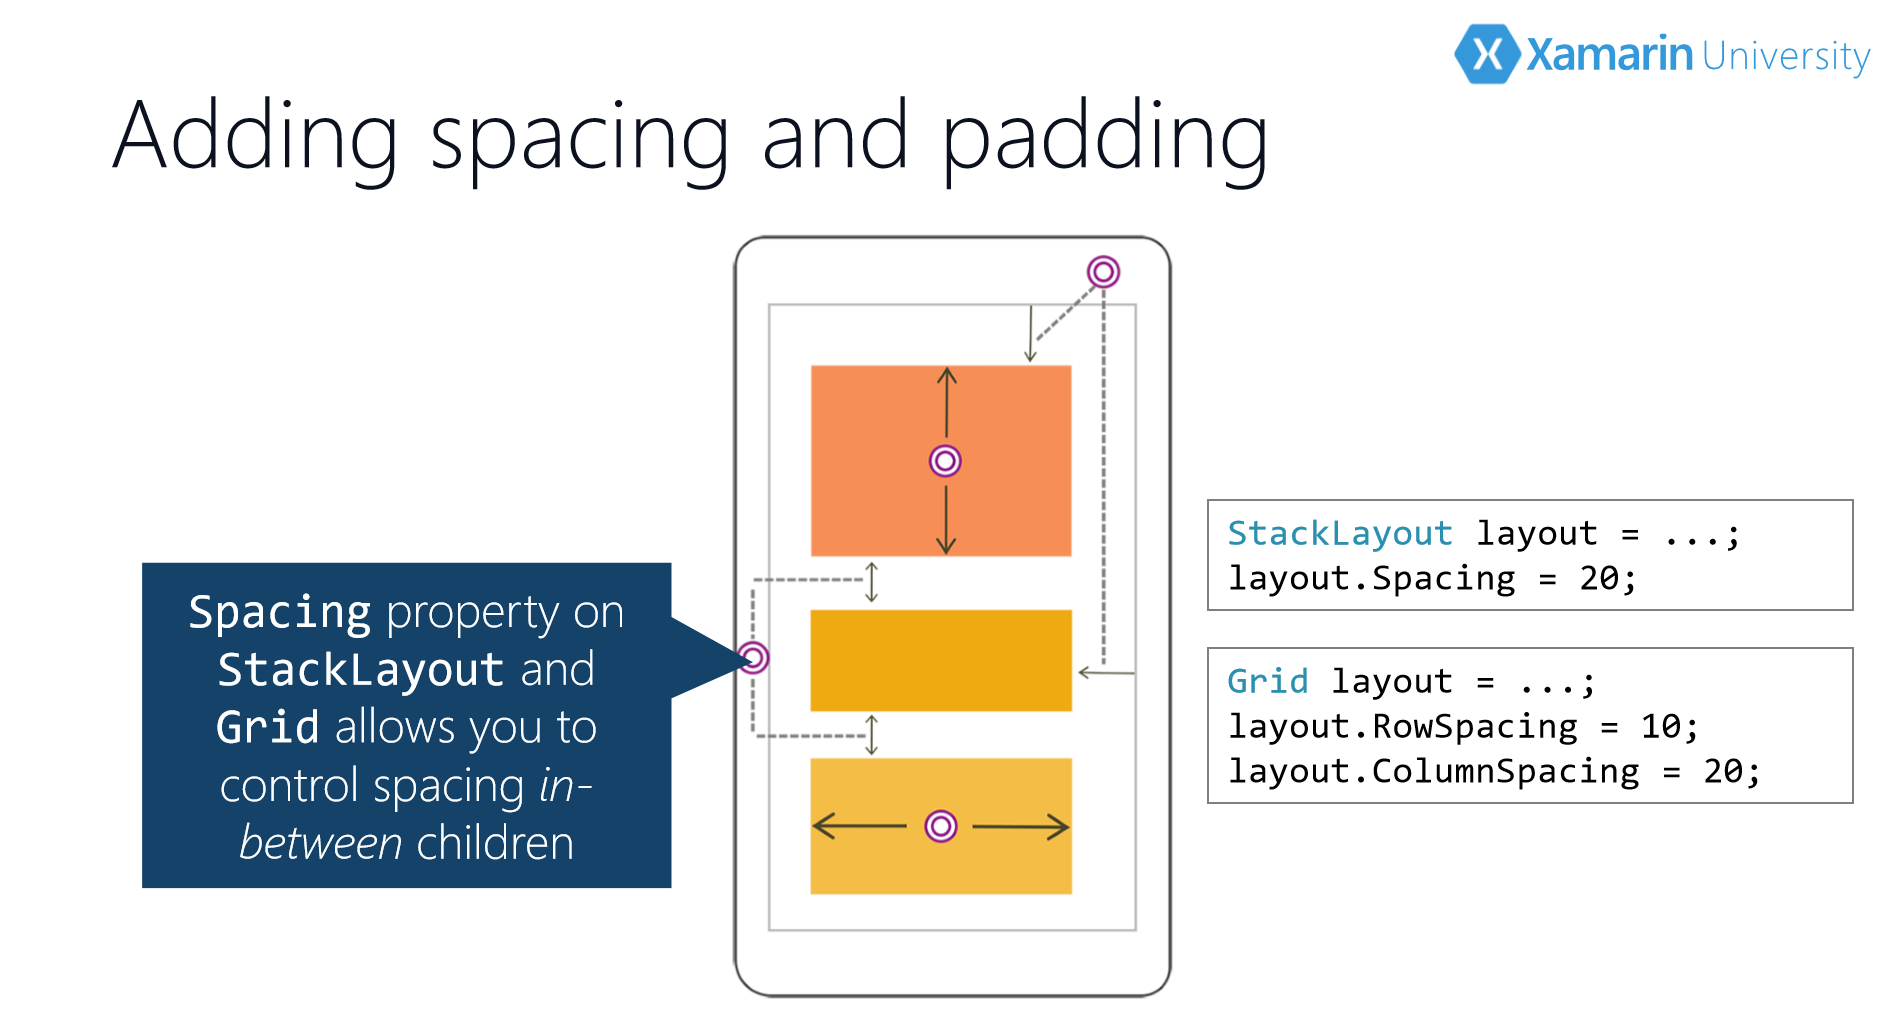 Xamarin University
Adding spacing and padding
Spacing property on
StackLayout and
Grid allows you to
control spacing in-
between children
StackLayout layout = ...;
layout.Spacing = 20;
Grid layout = ...;
layout.RowSpacing = 10;
layout.ColumnSpacing = 20;